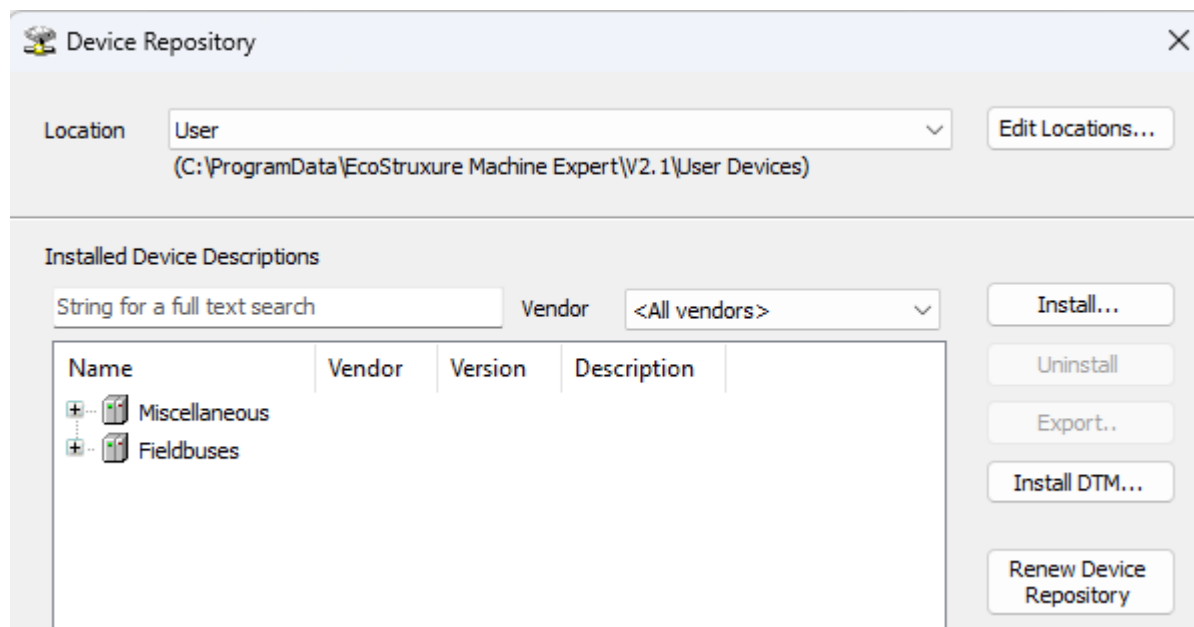 Device Repository
Location
User
Edit Locations...
(C:\ProgramData\EcoStruxure Machine Expert\V2.1\User Devices)
Installed Device Descriptions
String for a full text search
Vendor
<All vendors>
Install...
Name Vendor Version Description
Uninstall
Miscellaneous
Export..
Fieldbuses
Install DTM...
Renew Device
Repository